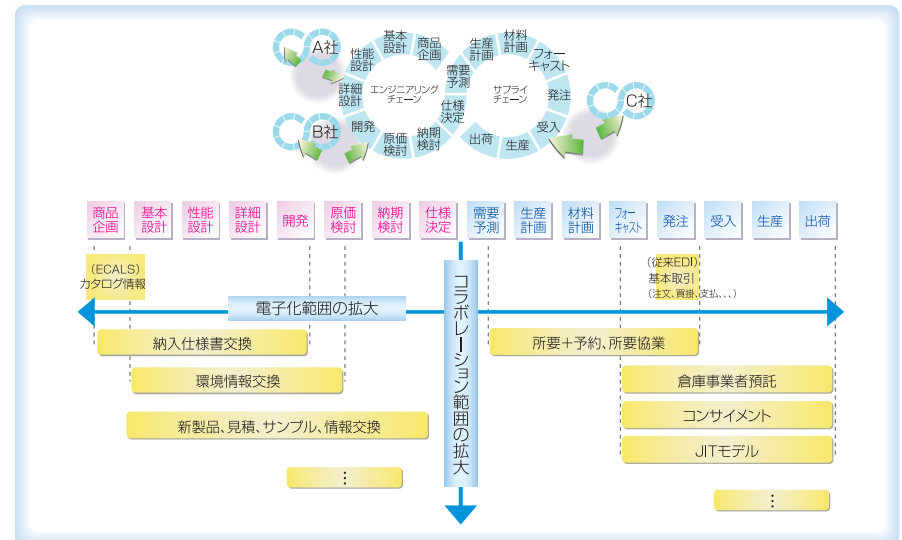 A社
B社
C社
エンジニアリング
チェーン
基本
設計
商品
企画
性能
設計
詳細
設計
開発
原価
検討
納期
検討
仕様
決定
需要
予測
サプライ
チェーン
生産
計画
材料
計画
フォー
キャスト
発注
受入
生産
出荷
商品
企画
基本
設計
性能
設計
詳細
設計
開発
原価
検討
納期
検討
仕様
決定
需要
予測
生産
計画
材料
計画
フォー
キャスト
発注
受入
生産
出荷
(ECALS)
カタログ情報
(従来EDI)
基本取引
(注文、買掛、支払、、、)
電子化範囲の拡大
コラボレーション範囲の拡大
納入仕様書交換
環境情報交換
新製品、見積、サンプル、情報交換
⋮
所要＋予約、所要協業
倉庫事業者預託
コンサイメント
JITモデル
⋮